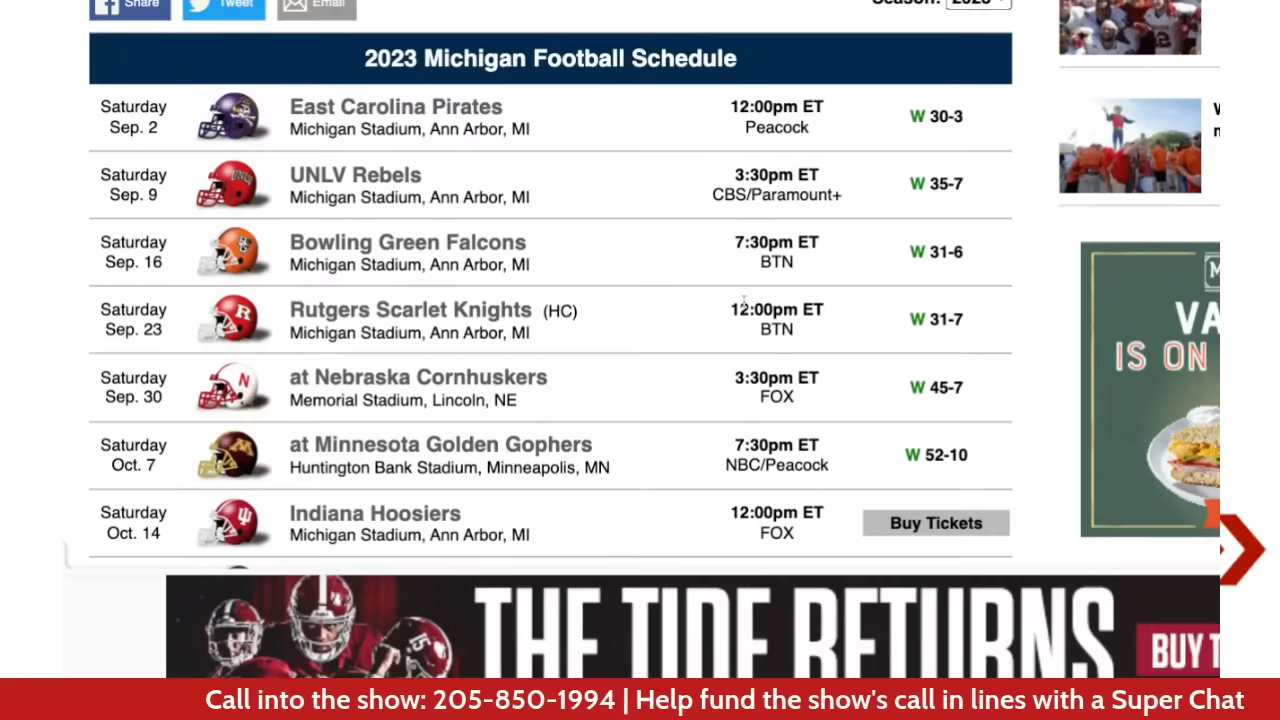 Share
Tweet
Email
Season: 2023
2023 Michigan Football Schedule
Saturday
Sep. 2
East Carolina Pirates
Michigan Stadium, Ann Arbor, MI
12:00pm ET
Peacock
W 30-3
Saturday
Sep. 9
UNLV Rebels
Michigan Stadium, Ann Arbor, MI
3:30pm ET
CBS/Paramount+
W 35-7
Saturday
Sep. 16
Bowling Green Falcons
Michigan Stadium, Ann Arbor, MI
7:30pm ET
BTN
W 31-6
Saturday
Sep. 23
Rutgers Scarlet Knights (HC)
Michigan Stadium, Ann Arbor, MI
12:00pm ET
BTN
W 31-7
Saturday
Sep. 30
at Nebraska Cornhuskers
Memorial Stadium, Lincoln, NE
3:30pm ET
FOX
W 45-7
Saturday
Oct. 7
at Minnesota Golden Gophers
Huntington Bank Stadium, Minneapolis, MN
7:30pm ET
NBC/Peacock
W 52-10
Saturday
Oct. 14
Indiana Hoosiers
Michigan Stadium, Ann Arbor, MI
12:00pm ET
FOX
Buy Tickets
VA
IS ON
THE TIDE RETURNS
BUY T
Call into the show: 205-850-1994 | Help fund the show's call in lines with a Super Chat